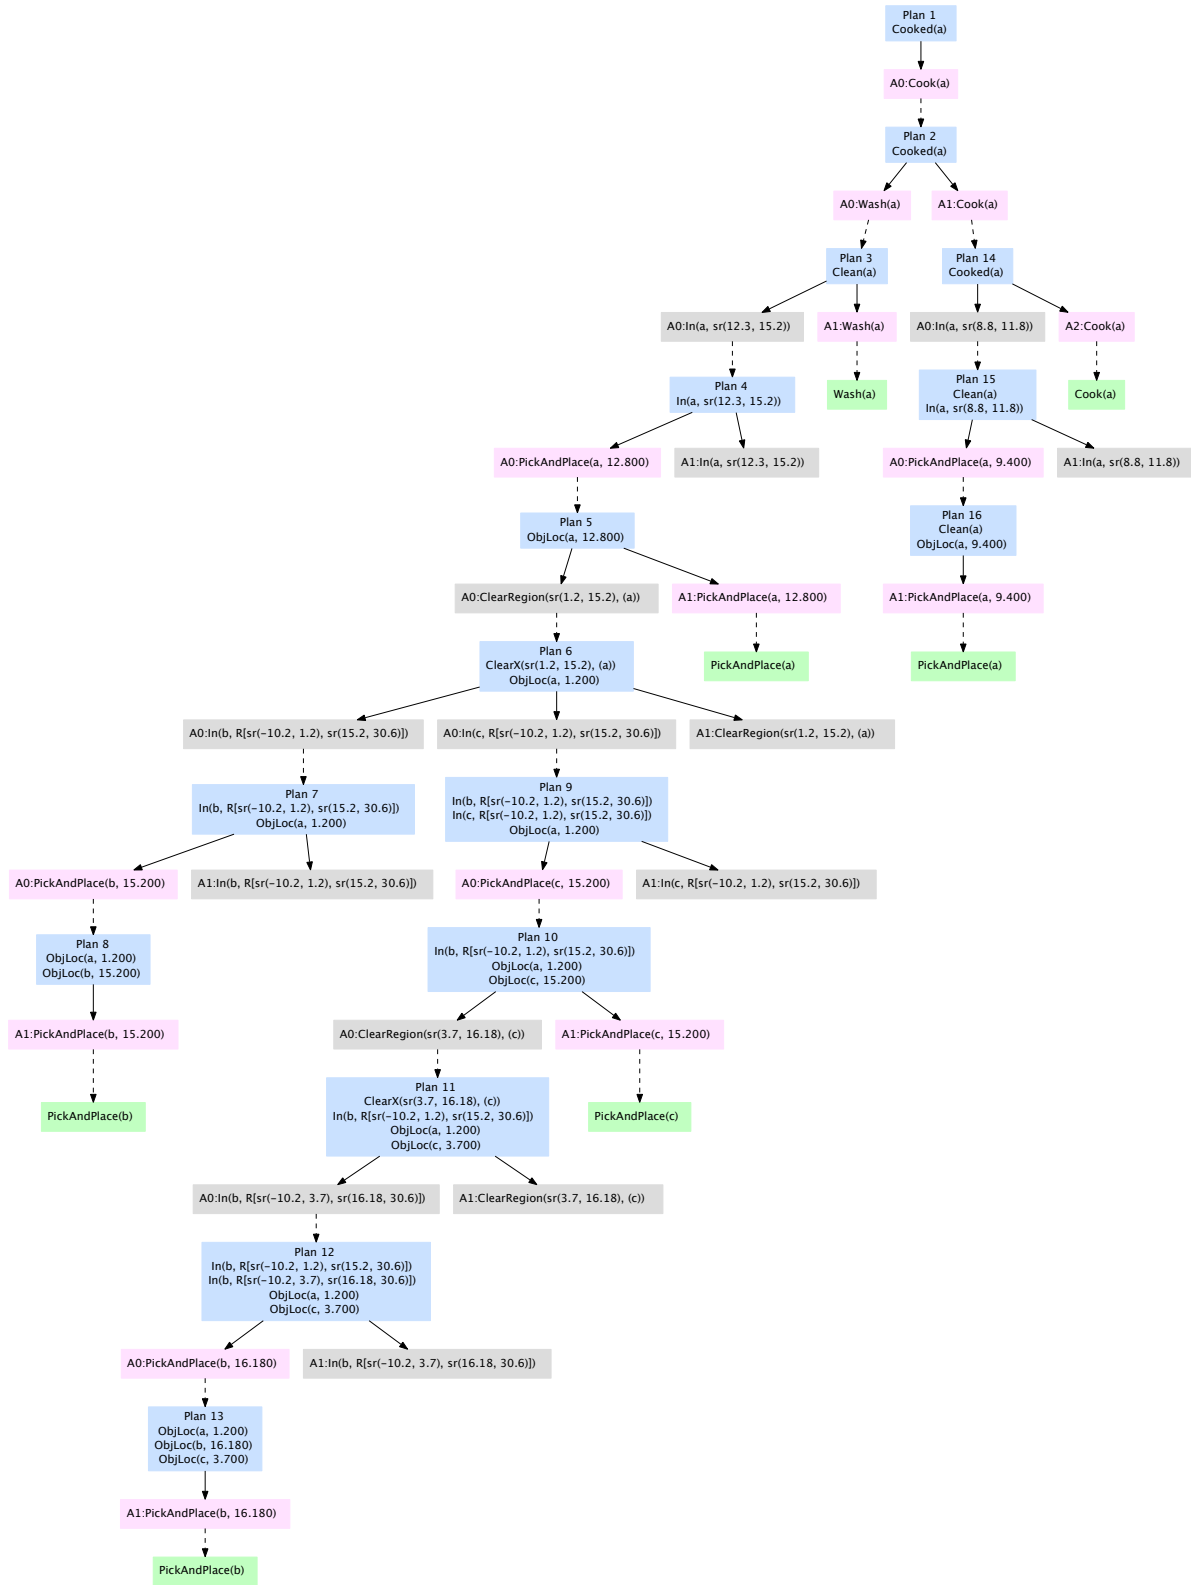 Plan 1
Cooked(a)
A0:Cook(a)
Plan 2
Cooked(a)
A0:Wash(a)
A1:Cook(a)
Plan 3
Clean(a)
Plan 14
Cooked(a)
A0:In(a, sr(12.3, 15.2))
A1:Wash(a)
A0:In(a, sr(8.8, 11.8))
A2:Cook(a)
Plan 4
In(a, sr(12.3, 15.2))
Wash(a)
Plan 15
Clean(a)
In(a, sr(8.8, 11.8))
Cook(a)
A0:PickAndPlace(a, 12.800)
A1:In(a, sr(12.3, 15.2))
A0:PickAndPlace(a, 9.400)
A1:In(a, sr(8.8, 11.8))
Plan 5
ObjLoc(a, 12.800)
Plan 16
Clean(a)
ObjLoc(a, 9.400)
A0:ClearRegion(sr(1.2, 15.2), (a))
A1:PickAndPlace(a, 12.800)
A1:PickAndPlace(a, 9.400)
Plan 6
ClearX(sr(1.2, 15.2), (a))
ObjLoc(a, 1.200)
PickAndPlace(a)
PickAndPlace(a)
A0:In(b, R[sr(-10.2, 1.2), sr(15.2, 30.6)])
A0:In(c, R[sr(-10.2, 1.2), sr(15.2, 30.6)])
A1:ClearRegion(sr(1.2, 15.2), (a))
Plan 7
In(b, R[sr(-10.2, 1.2), sr(15.2, 30.6)])
ObjLoc(a, 1.200)
Plan 9
In(b, R[sr(-10.2, 1.2), sr(15.2, 30.6)])
In(c, R[sr(-10.2, 1.2), sr(15.2, 30.6)])
ObjLoc(a, 1.200)
A0:PickAndPlace(b, 15.200)
A1:In(b, R[sr(-10.2, 1.2), sr(15.2, 30.6)])
A0:PickAndPlace(c, 15.200)
A1:In(c, R[sr(-10.2, 1.2), sr(15.2, 30.6)])
Plan 8
ObjLoc(a, 1.200)
ObjLoc(b, 15.200)
Plan 10
In(b, R[sr(-10.2, 1.2), sr(15.2, 30.6)])
ObjLoc(a, 1.200)
ObjLoc(c, 15.200)
A1:PickAndPlace(b, 15.200)
A0:ClearRegion(sr(3.7, 16.18), (c))
A1:PickAndPlace(c, 15.200)
PickAndPlace(b)
Plan 11
ClearX(sr(3.7, 16.18), (c))
In(b, R[sr(-10.2, 1.2), sr(15.2, 30.6)])
ObjLoc(a, 1.200)
ObjLoc(c, 3.700)
PickAndPlace(c)
A0:In(b, R[sr(-10.2, 3.7), sr(16.18, 30.6)])
A1:ClearRegion(sr(3.7, 16.18), (c))
Plan 12
In(b, R[sr(-10.2, 1.2), sr(15.2, 30.6)])
In(b, R[sr(-10.2, 3.7), sr(16.18, 30.6)])
ObjLoc(a, 1.200)
ObjLoc(c, 3.700)
A0:PickAndPlace(b, 16.180)
A1:In(b, R[sr(-10.2, 3.7), sr(16.18, 30.6)])
Plan 13
ObjLoc(a, 1.200)
ObjLoc(b, 16.180)
ObjLoc(c, 3.700)
A1:PickAndPlace(b, 16.180)
PickAndPlace(b)